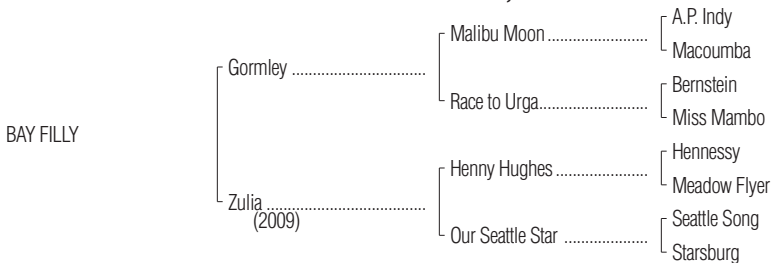 A.P. Indy
Malibu Moon ........................
Macoumba
Gormley ................................
Bernstein
Race to Urga..........................
Miss Mambo
BAY FILLY
Hennessy
Henny Hughes ......................
Meadow Flyer
Zulia ......................................
(2009)
Seattle Song
Our Seattle Star ....................
Starsburg